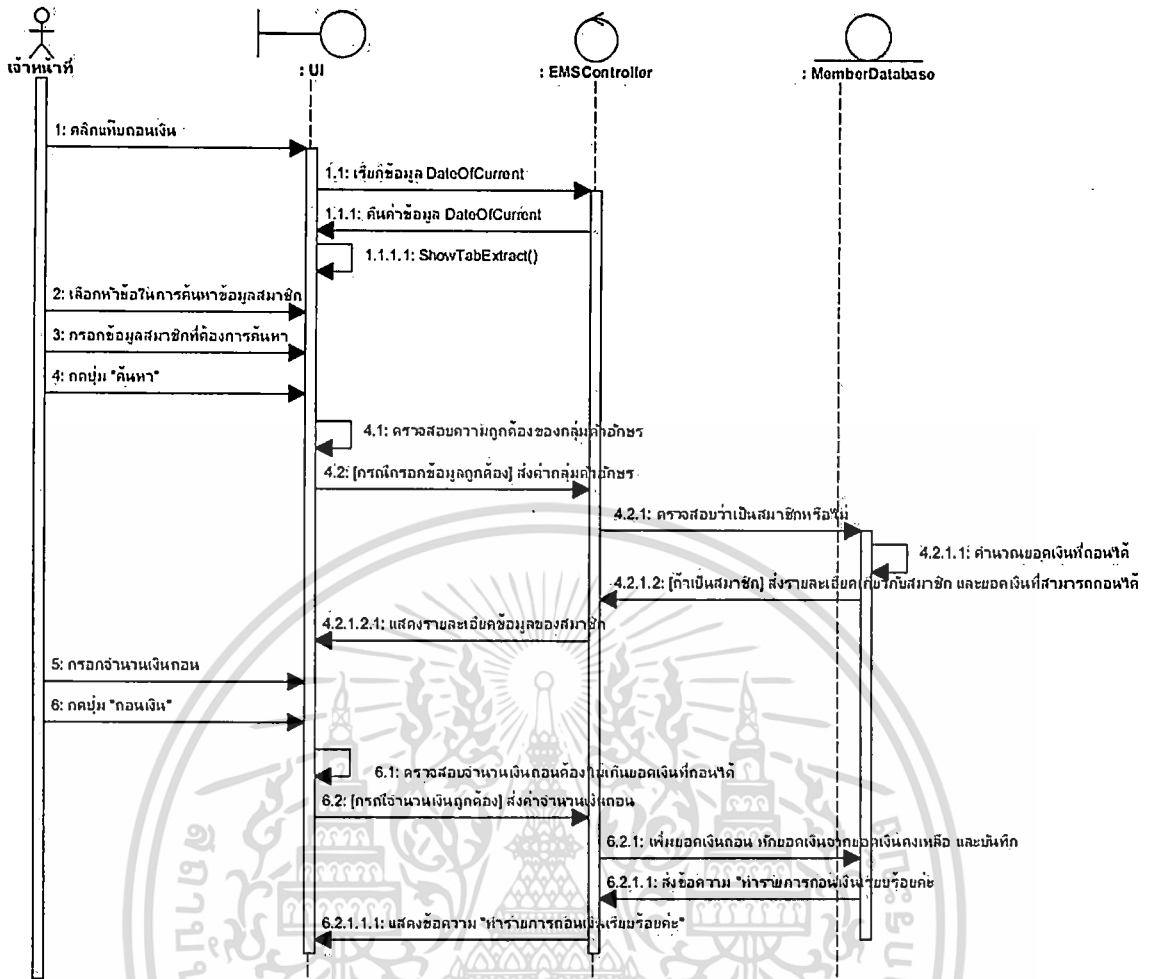 เจ้าหน้าที่
: UI
: EMSController
: MemberDatabase
1: คลิกแท็บถอนเงิน
1.1: เรียกข้อมูล DateOfCurrent
1.1.1: คืนค่าข้อมูล DateOfCurrent
1.1.1.1: ShowTabExtract()
2: เลือกหัวข้อในการค้นหาข้อมูลสมาชิก
3: กรอกข้อมูลสมาชิกที่ต้องการค้นหา
4: กดปุ่ม "ค้นหา"
4.1: ตรวจสอบความถูกต้องของกลุ่มตัวอักษร
4.2: [กรณีกรอกข้อมูลถูกต้อง] ส่งค่ากลุ่มตัวอักษร
4.2.1: ตรวจสอบว่าเป็นสมาชิกหรือไม่
4.2.1.1: คำนวณยอดเงินที่ถอนได้
4.2.1.2: [ถ้าเป็นสมาชิก] ส่งรายละเอียดเกี่ยวกับสมาชิก และยอดเงินที่สามารถถอนได้
4.2.1.2.1: แสดงรายละเอียดข้อมูลของสมาชิก
5: กรอกจำนวนเงินถอน
6: กดปุ่ม "ถอนเงิน"
6.1: ตรวจสอบจำนวนเงินถอนต้องไม่เกินยอดเงินที่ถอนได้
6.2: [กรณีจำนวนเงินถูกต้อง] ส่งค่าจำนวนเงินถอน
6.2.1: เพิ่มยอดเงินถอน หักยอดเงินจากยอดเงินคงเหลือ และบันทึก
6.2.1.1: ส่งข้อความ "ทำรายการถอนเงินเรียบร้อยค่ะ
6.2.1.1.1: แสดงข้อความ "ทำรายการถอนเงินเรียบร้อยค่ะ"